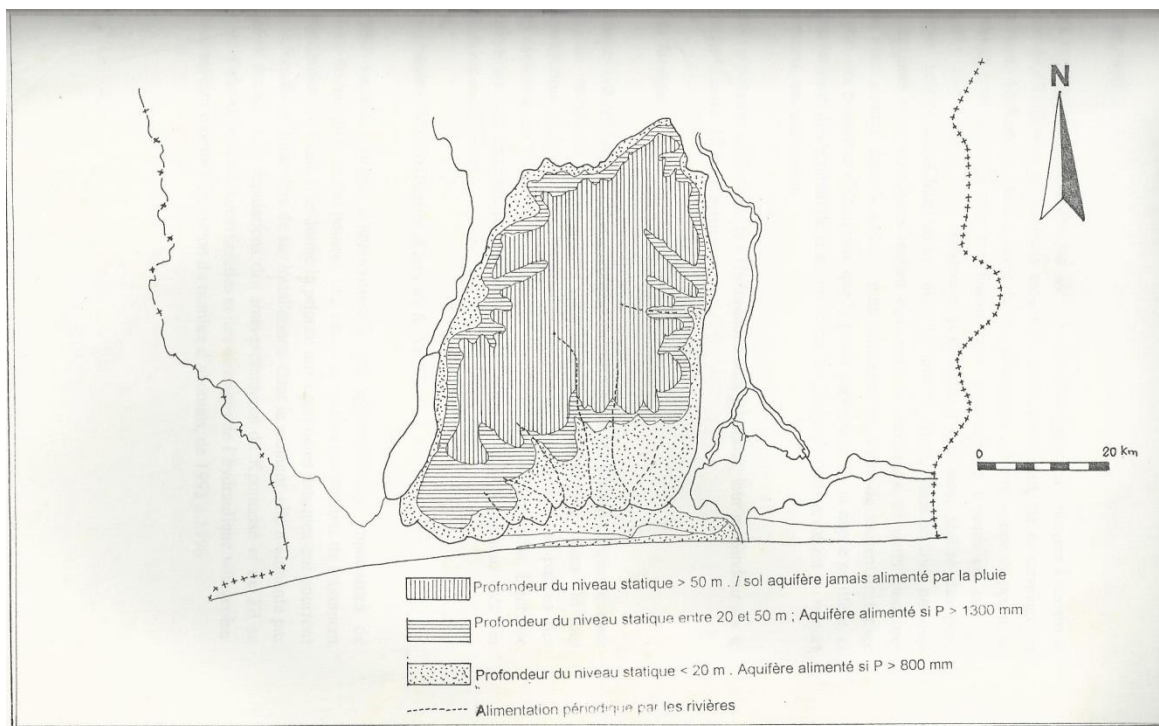 N
0 20 Km
Profondeur du niveau statique > 50 m . / sol aquifère jamais alimenté par la pluie
Profondeur du niveau statique entre 20 et 50 m ; Aquifère alimenté si P > 1300 mm
Profondeur du niveau statique < 20 m . Aquifère alimenté si P > 800 mm
Alimentation périodique par les rivières